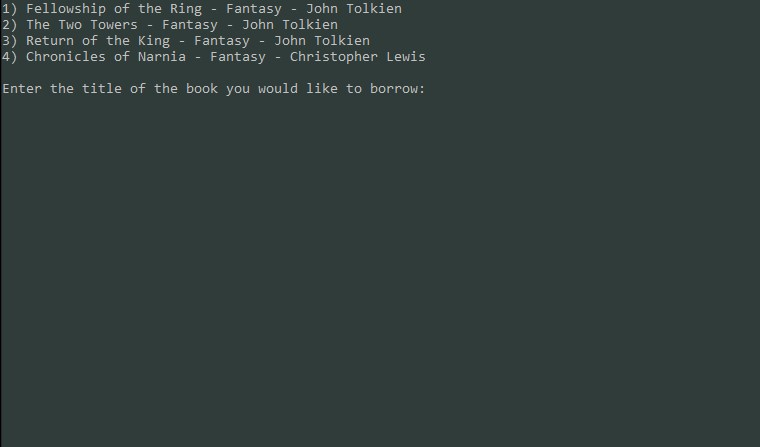 1) Fellowship of the Ring - Fantasy - John Tolkien
2) The Two Towers - Fantasy - John Tolkien
3) Return of the King - Fantasy - John Tolkien
4) Chronicles of Narnia - Fantasy - Christopher Lewis
Enter the title of the book you would like to borrow: